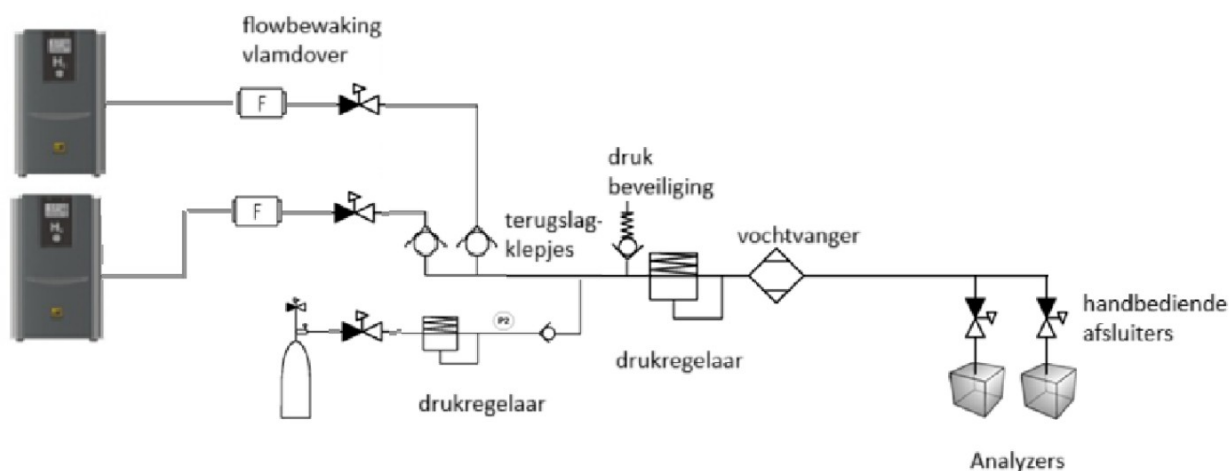 flowbewaking
vlamdover
H₂
F
H₂
F
druk
beveiliging
terugslag-
klepjes
vochtvanger
P2
handbediende
afsluiters
drukregelaar
drukregelaar
Analyzers